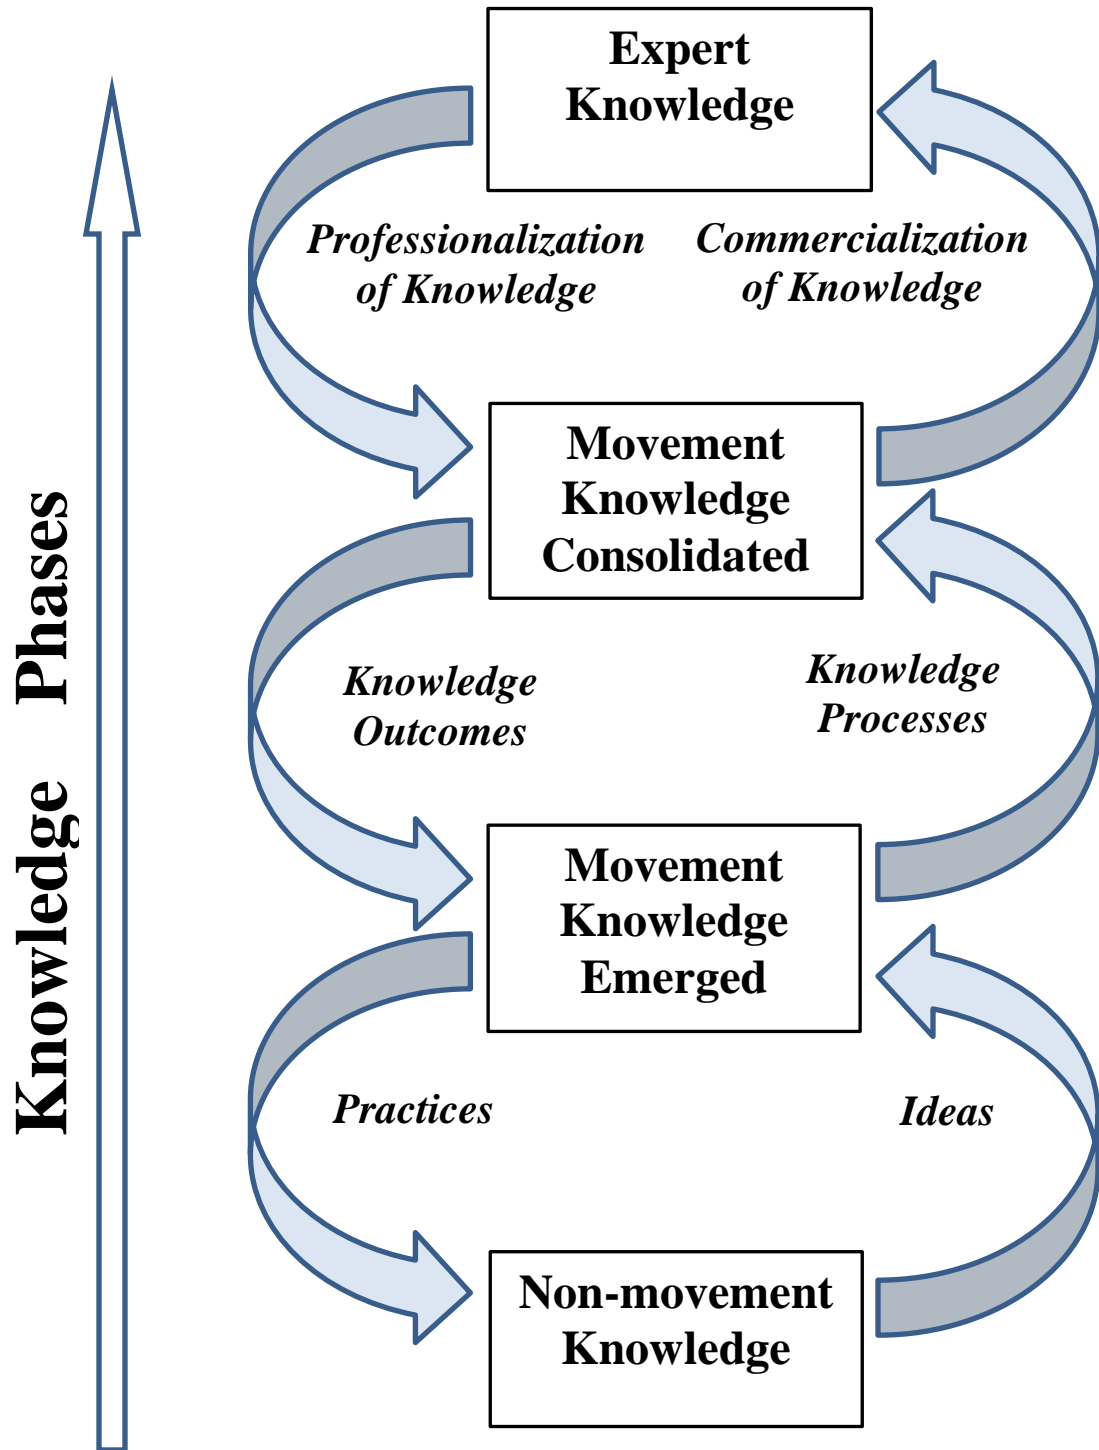 Expert
Knowledge
Professionalization
of Knowledge
Commercialization
of Knowledge
Movement
Knowledge
Consolidated
Knowledge
Outcomes
Knowledge
Processes
Movement
Knowledge
Emerged
Practices
Ideas
Non-movement
Knowledge
Knowledge Phases